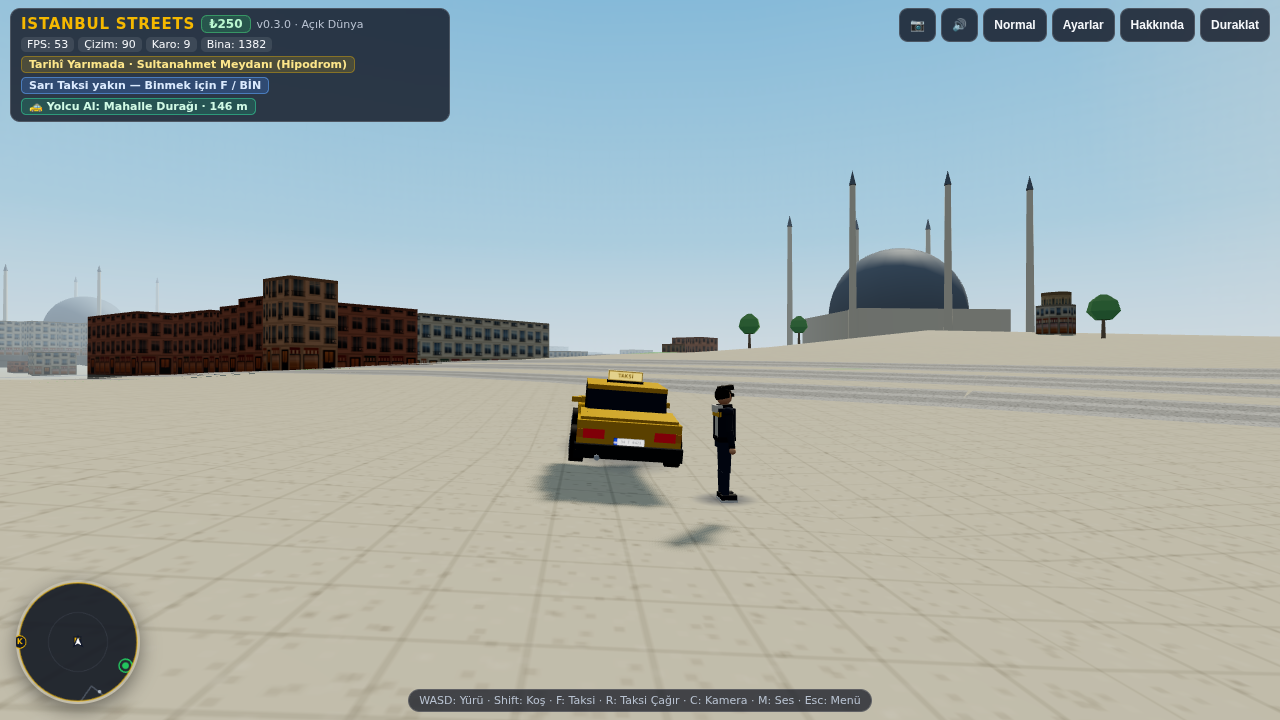 ISTANBUL STREETS ₺250 v0.3.0 · Açık Dünya
FPS: 53 Çizim: 90 Karo: 9 Bina: 1382
Tarihî Yarımada · Sultanahmet Meydanı (Hipodrom)
Sarı Taksi yakın — Binmek için F / BİN
🚕 Yolcu Al: Mahalle Durağı · 146 m
📷 🔊 Normal Ayarlar Hakkında Duraklat
TAKSİ
K
WASD: Yürü · Shift: Koş · F: Taksi · R: Taksi Çağır · C: Kamera · M: Ses · Esc: Menü